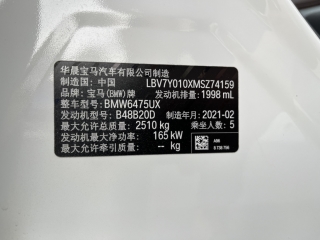 华晨宝马汽车有限公司制造
制造国: 中国 LBV7Y010XMSZ74159
品牌: 宝马(BMW)牌 发动机排量: 1998 mL
整车型号: BMW6475UX
发动机型号: B48B20D 制造年月: 2021-02
最大允许总质量: 2510 kg 乘坐人数: 5
发动机最大净功率: 165 kW
最大允许牵引质量: -- kg